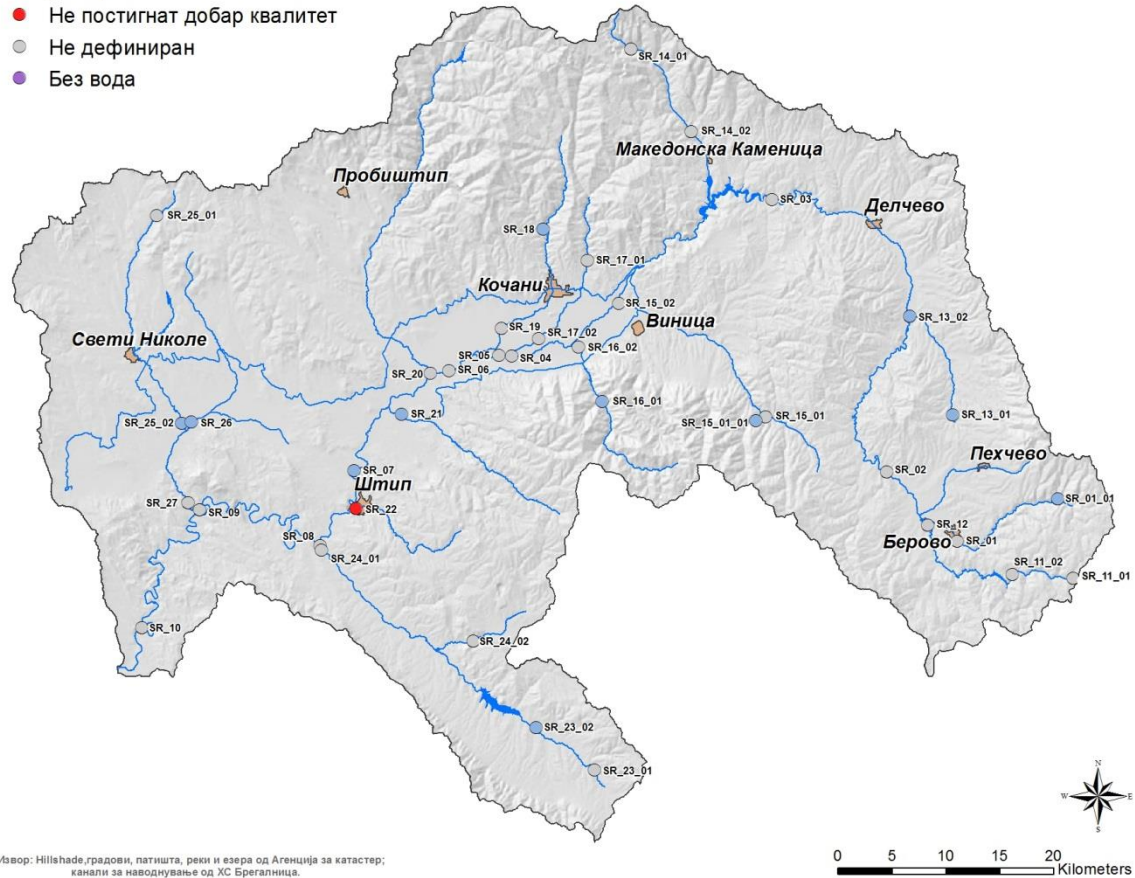 Не постигнат добар квалитет
Не дефиниран
Без вода
SR_14_01
SR_14_02
Македонска Каменица
Пробиштип
SR_03
Делчево
SR_25_01
SR_18
SR_17_01
Кочани
SR_15_02
SR_13_02
SR_19
SR_17_02
Виница
Свети Николе
SR_16_02
SR_05
SR_04
SR_06
SR_20
SR_16_01
SR_21
SR_15_01
SR_13_01
SR_25_02
SR_26
SR_15_01_01
Пехчево
SR_07
SR_02
Штип
SR_01_01
SR_27
SR_09
SR_22
SR_12
SR_08
Берово
SR_01
SR_24_01
SR_11_02
SR_11_01
SR_10
SR_24_02
SR_23_02
SR_23_01
N
W
E
S
Извор: Hillshade,градови, патишта, реки и езера од Агенција за катастер;
канали за наводнување од ХС Брегалница.
0 5 10 20
Kilometers